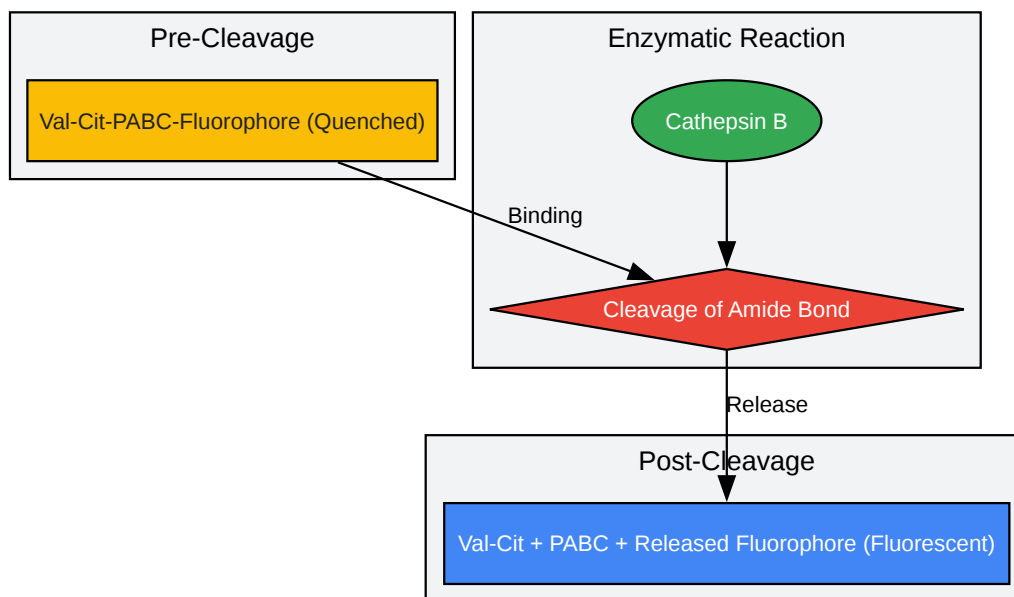 Pre-Cleavage
Val-Cit-PABC-Fluorophore (Quenched)
Enzymatic Reaction
Cathepsin B
Binding
Cleavage of Amide Bond
Release
Post-Cleavage
Val-Cit + PABC + Released Fluorophore (Fluorescent)